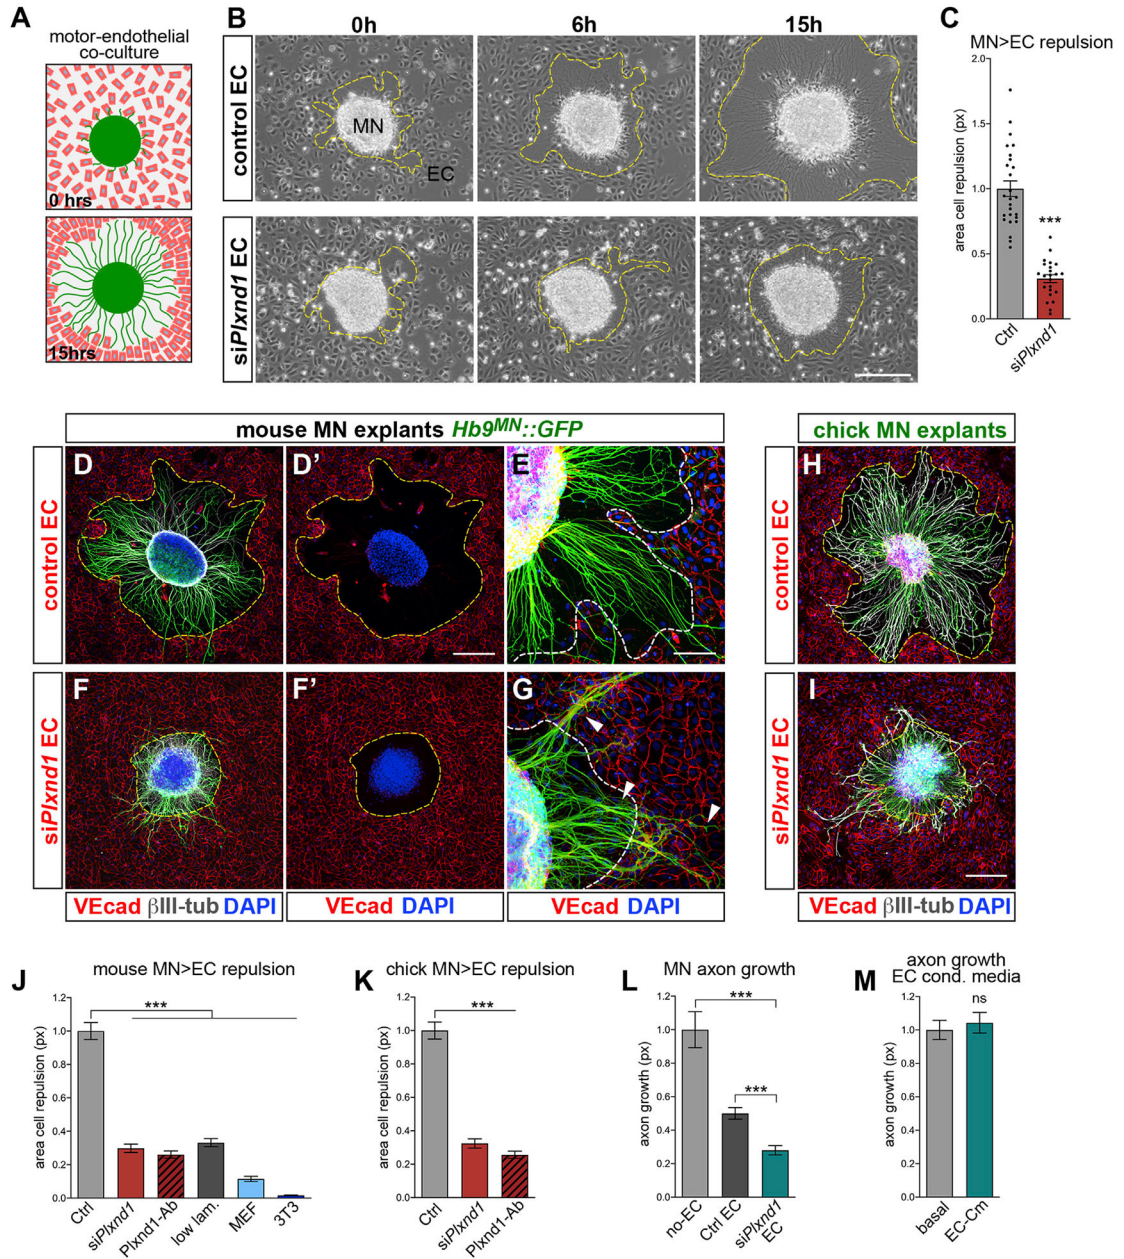 A
motor-endothelial
co-culture
0 hrs
15hrs
B
0h
6h
15h
control EC
MN
EC
siPlxnd1 EC
C
MN>EC repulsion
area cell repulsion (px)
2.0
1.5
1.0
0.5
0.0
***
Ctrl
siPlxnd1
mouse MN explants Hb9MN::GFP
chick MN explants
control EC
D
D’
E
control EC
H
siPlxnd1 EC
F
F’
G
siPlxnd1 EC
I
VEcad βIII-tub DAPI
VEcad DAPI
VEcad DAPI
VEcad βIII-tub DAPI
J
mouse MN>EC repulsion
area cell repulsion (px)
1.2
1.0
0.8
0.6
0.4
0.2
0.0
***
Ctrl
siPlxnd1
Plxnd1-Ab
low lam.
MEF
3T3
K
chick MN>EC repulsion
area cell repulsion (px)
1.2
1.0
0.8
0.6
0.4
0.2
0.0
***
Ctrl
siPlxnd1
Plxnd1-Ab
L
MN axon growth
axon growth (px)
1.2
1.0
0.8
0.6
0.4
0.2
0.0
***
***
no-EC
Ctrl EC
siPlxnd1
EC
M
axon growth
EC cond. media
axon growth (px)
1.2
1.0
0.8
0.6
0.4
0.2
0.0
ns
basal
EC-Cm